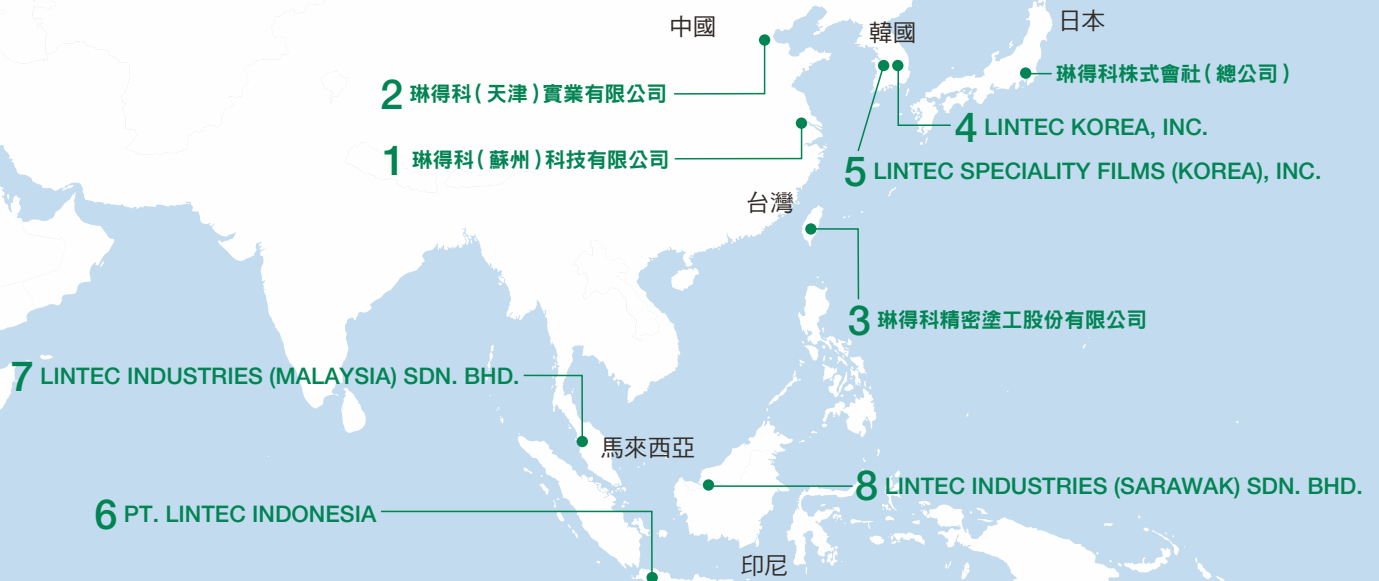 中國
韓國
日本
琳得科株式會社(總公司)
2 琳得科(天津)實業有限公司
4 LINTEC KOREA, INC.
1 琳得科(蘇州)科技有限公司
5 LINTEC SPECIALITY FILMS (KOREA), INC.
台灣
3 琳得科精密塗工股份有限公司
7 LINTEC INDUSTRIES (MALAYSIA) SDN. BHD.
馬來西亞
8 LINTEC INDUSTRIES (SARAWAK) SDN. BHD.
6 PT. LINTEC INDONESIA
印尼